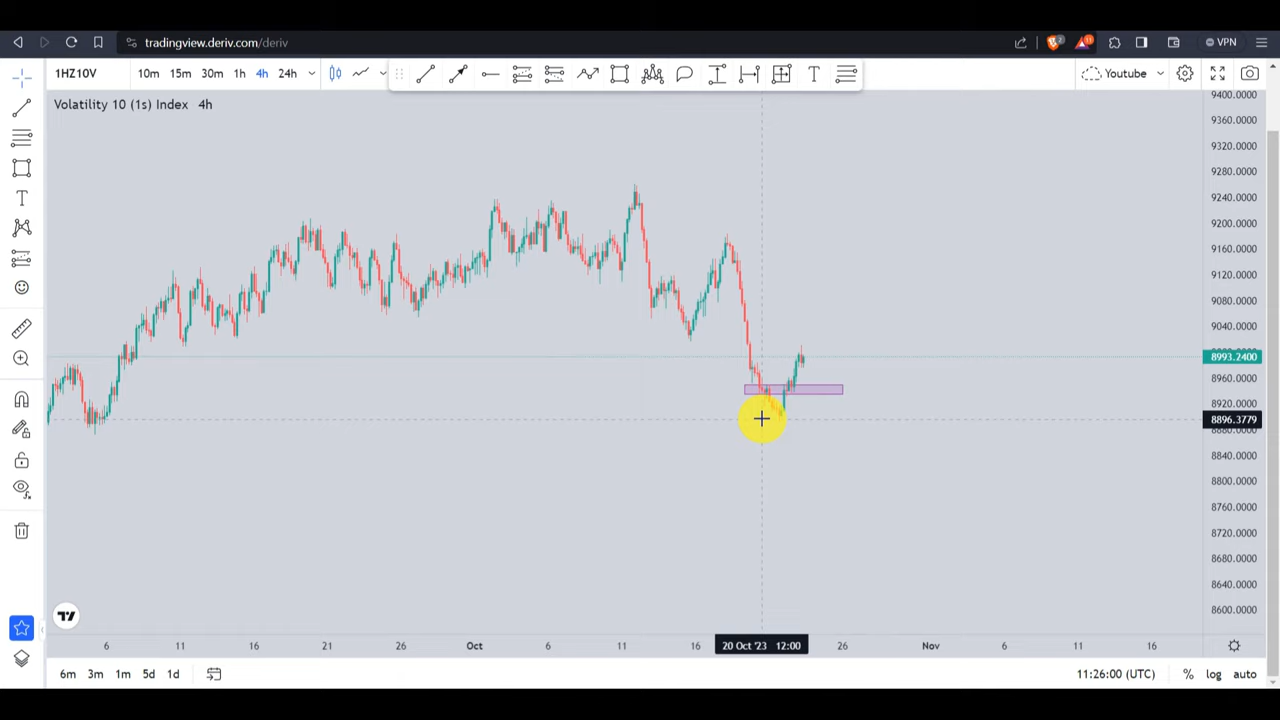 tradingview.deriv.com/deriv
2
11
VPN
1HZ10V
10m 15m 30m 1h 4h 24h
Youtube
Volatility 10 (1s) Index 4h
9400.0000
9360.0000
9320.0000
9280.0000
9240.0000
9200.0000
9160.0000
9120.0000
9080.0000
9040.0000
8993.2400
8960.0000
8920.0000
8896.3779
8840.0000
8800.0000
8760.0000
8720.0000
8680.0000
8640.0000
8600.0000
6 11 16 21 26 Oct 6 11 16 20 Oct '23 12:00 26 Nov 6 11 16
6m 3m 1m 5d 1d
11:26:00 (UTC) % log auto